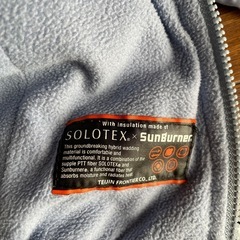 With insulation made of
SOLOTEX® × SunBurner®
This groundbreaking hybrid wadding
material is comfortable and
multifunctional. It is a combination of the
supple PTT fiber SOLOTEX® and
Sunburner®, a functional fiber that
absorbs moisture and radiates heat.
TEIJIN FRONTIER CO., LTD.